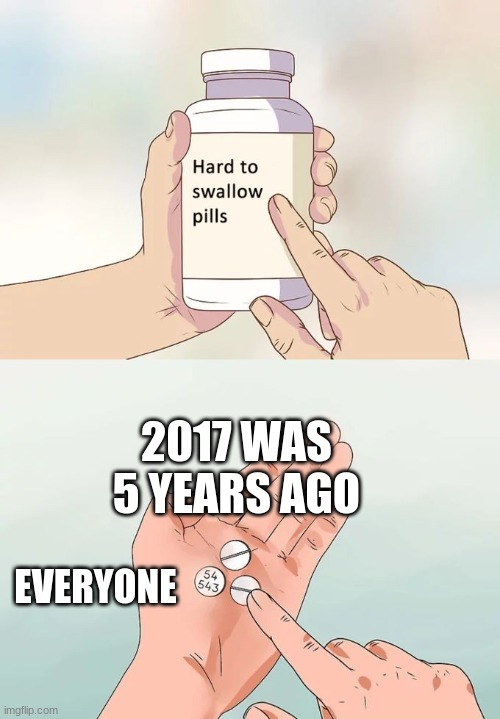 Hard to
swallow
pills
2017 WAS
5 YEARS AGO
EVERYONE
54
543
imgflip.com